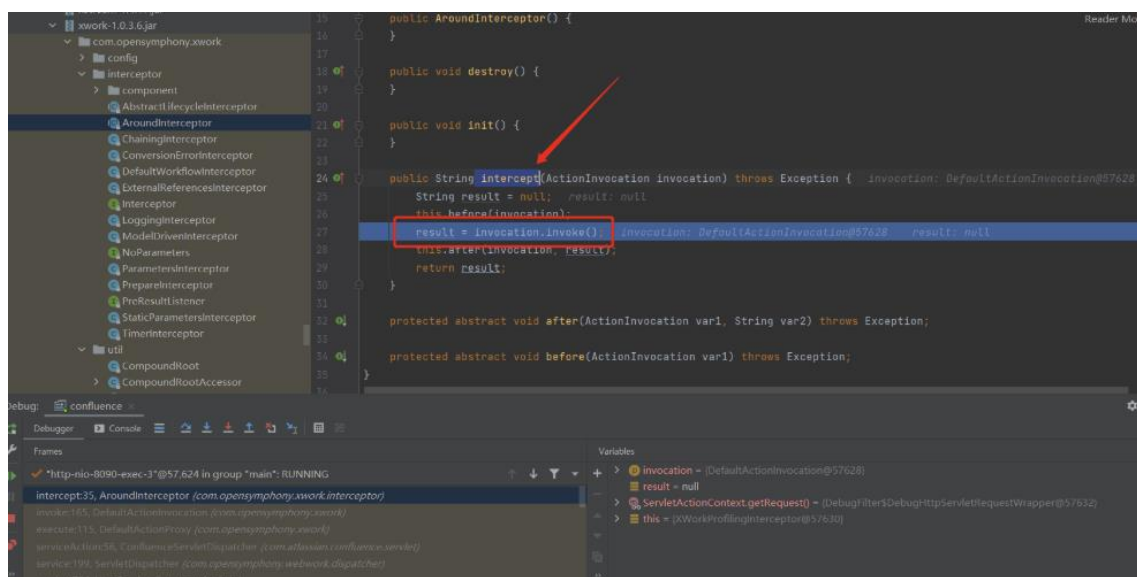 xwork-1.0.3.6.jar
com.opensymphony.xwork
config
interceptor
component
AbstractLifecycleInterceptor
AroundInterceptor
ChainingInterceptor
ConversionErrorInterceptor
DefaultWorkflowInterceptor
ExternalReferencesInterceptor
Interceptor
LoggingInterceptor
ModelDrivenInterceptor
NoParameters
ParametersInterceptor
PrepareInterceptor
PreResultListener
StaticParametersInterceptor
TimerInterceptor
util
CompoundRoot
CompoundRootAccessor
Reader Mo
15 public AroundInterceptor() {
16 }
17
18 public void destroy() {
19 }
20
21 public void init() {
22 }
23
24 public String intercept(ActionInvocation invocation) throws Exception { invocation: DefaultActionInvocation@57628
25 String result = null; result: null
26 this.before(invocation);
27 result = invocation.invoke(); invocation: DefaultActionInvocation@57628 result: null
28 this.after(invocation, result);
29 return result;
30 }
31
32 protected abstract void after(ActionInvocation var1, String var2) throws Exception;
33
34 protected abstract void before(ActionInvocation var1) throws Exception;
35 }
Debug: confluence
Debugger Console
Frames
"http-nio-8090-exec-3"@57,624 in group "main": RUNNING
intercept:35, AroundInterceptor (com.opensymphony.xwork.interceptor)
invoke:165, DefaultActionInvocation (com.opensymphony.xwork)
execute:115, DefaultActionProxy (com.opensymphony.xwork)
serviceAction:56, ConfluenceServletDispatcher (com.atlassian.confluence.servlet)
service:199, ServletDispatcher (com.opensymphony.webwork.dispatcher)
Variables
invocation = {DefaultActionInvocation@57628}
result = null
ServletActionContext.getRequest() = {DebugFilter$DebugHttpServletRequestWrapper@57632}
this = {XWorkProfilingInterceptor@57630}